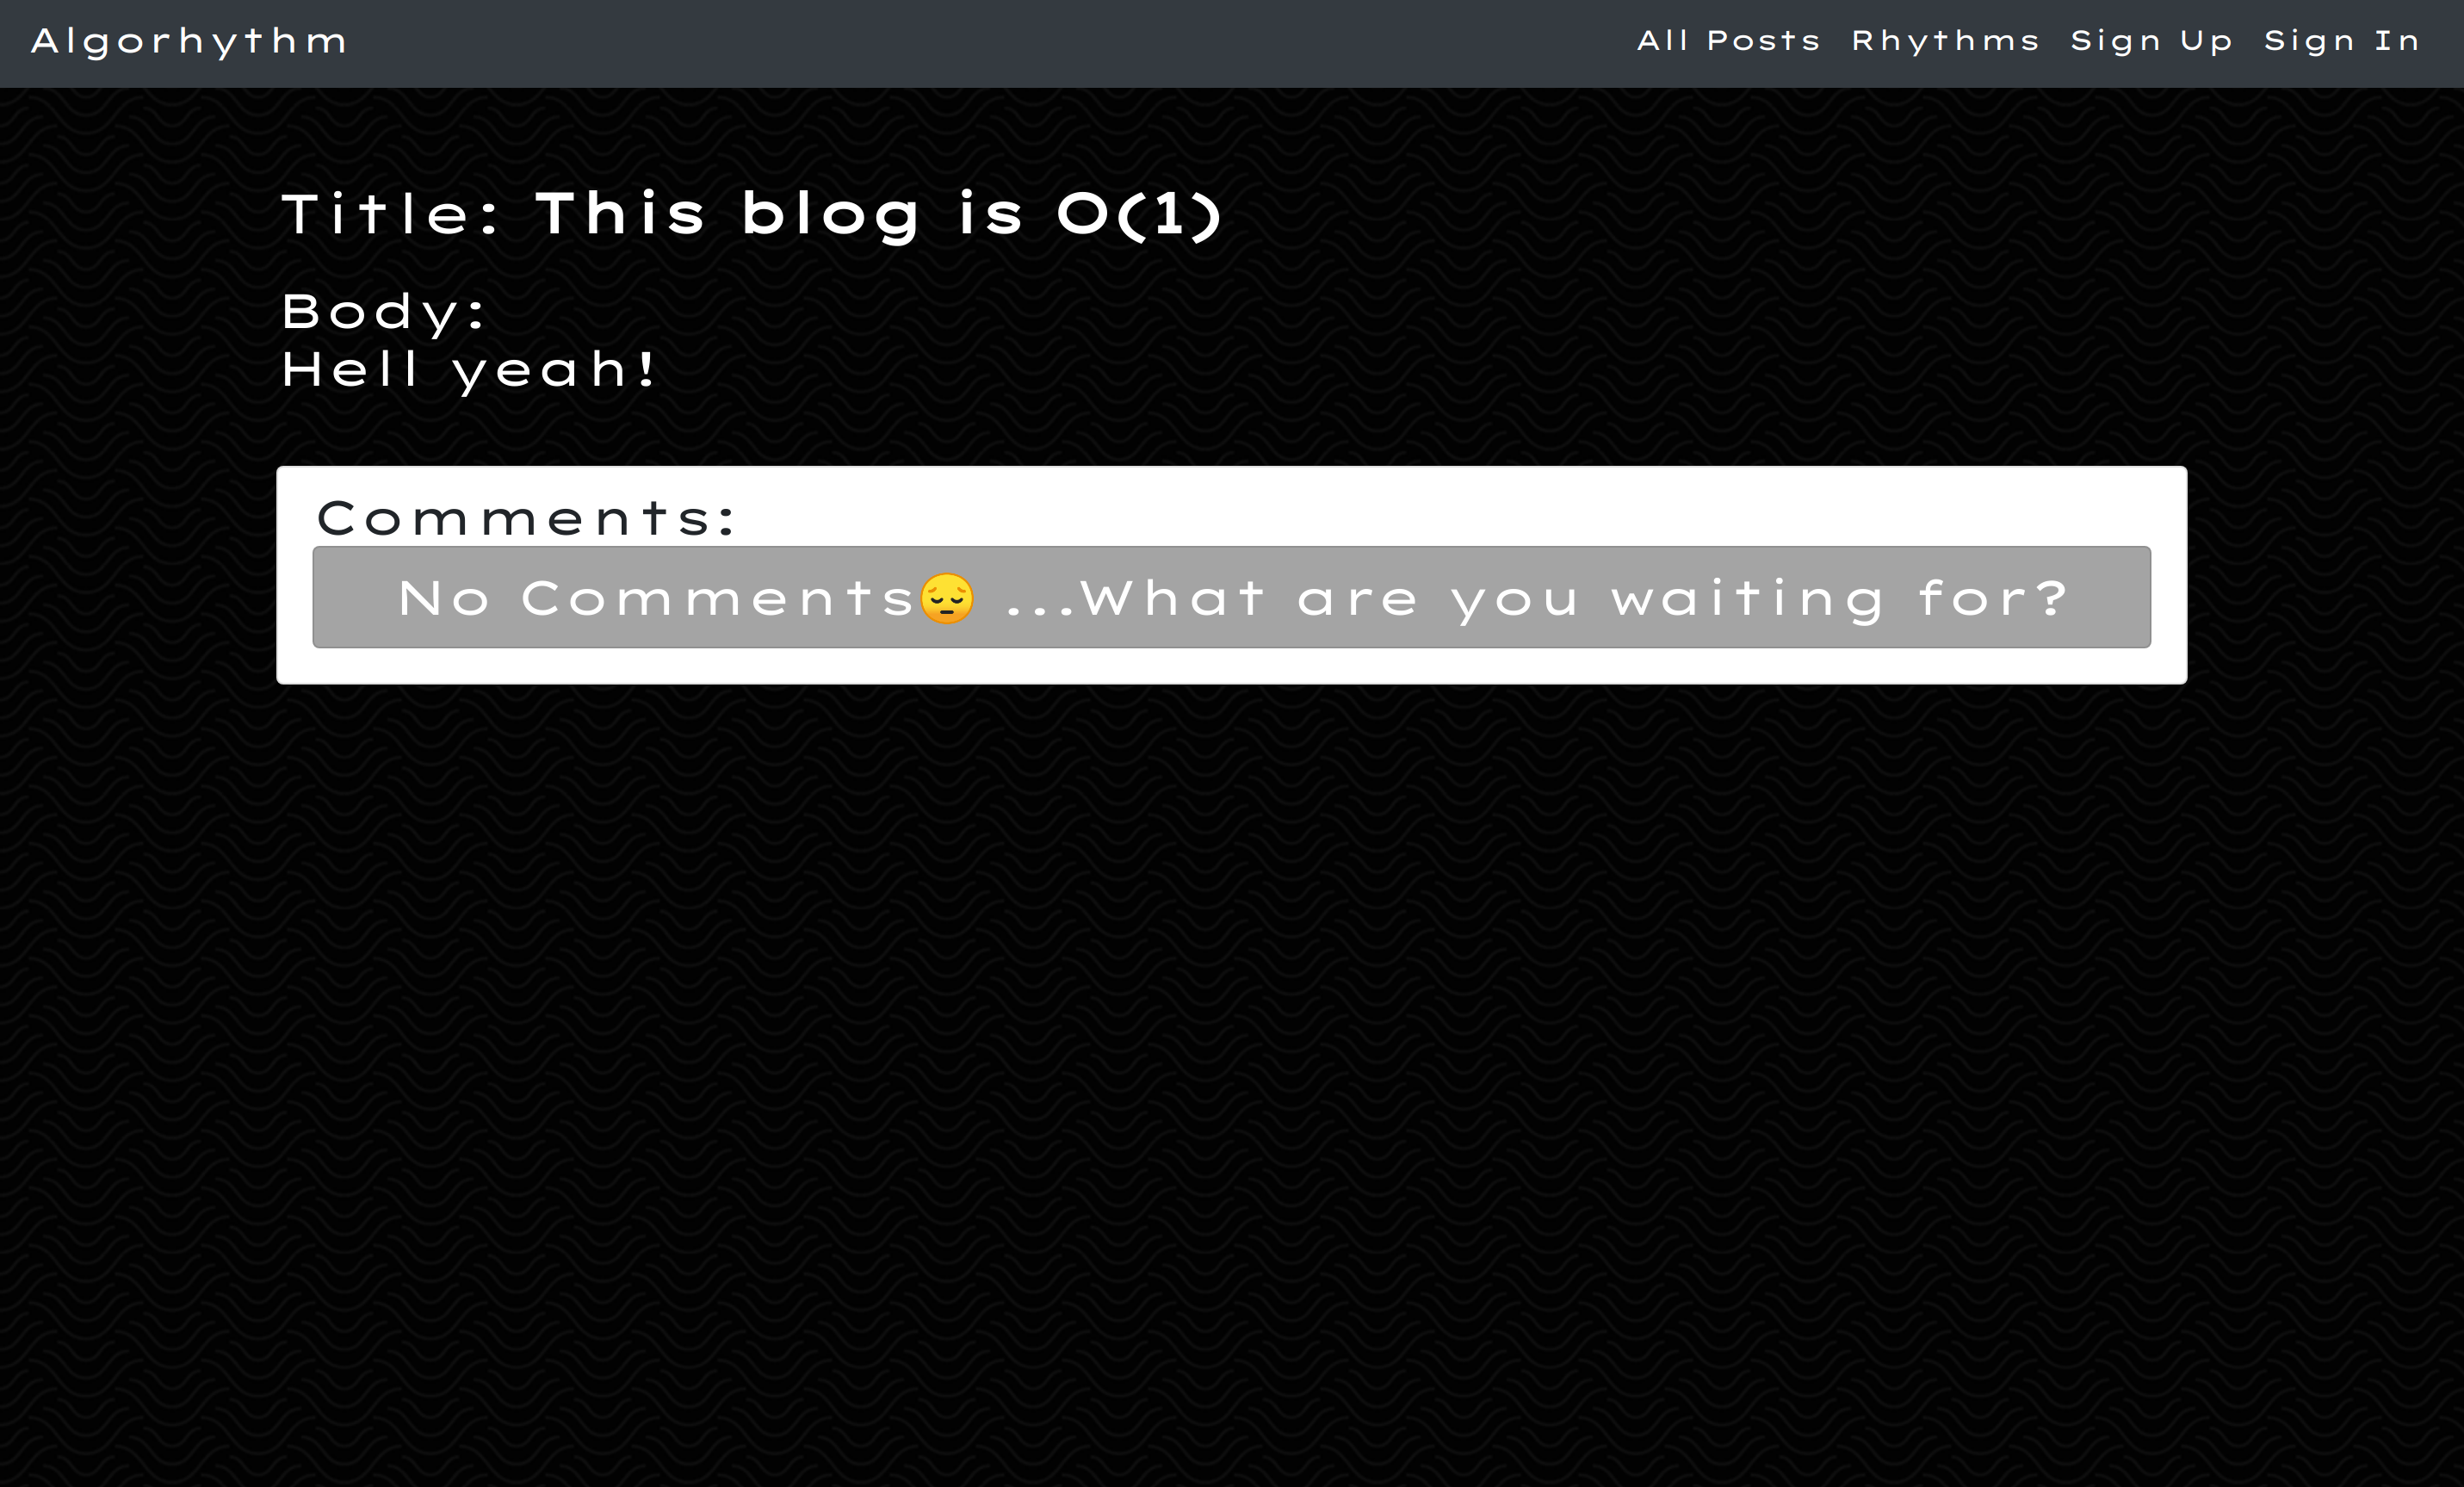 Algorhythm
All Posts Rhythms Sign Up Sign In
Title: This blog is O(1)
Body:
Hell yeah!
Comments:
No Comments😔 ...What are you waiting for?